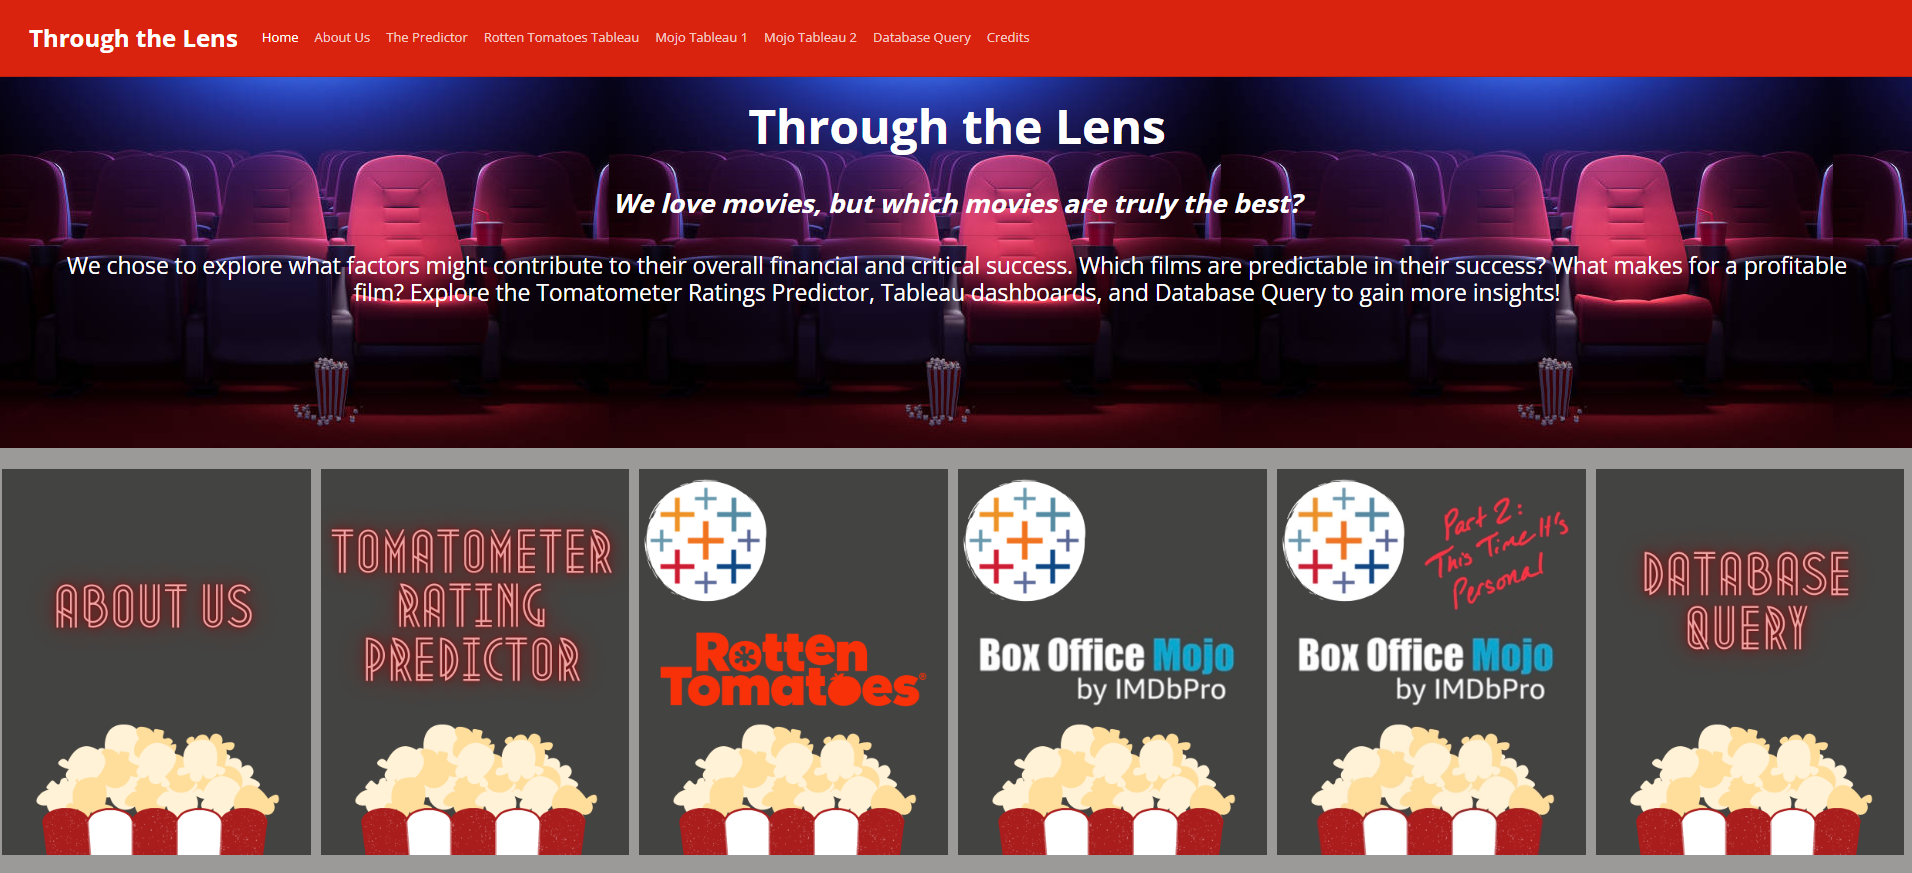 Through the Lens Home About Us The Predictor Rotten Tomatoes Tableau Mojo Tableau 1 Mojo Tableau 2 Database Query Credits
Through the Lens
We love movies, but which movies are truly the best?
We chose to explore what factors might contribute to their overall financial and critical success. Which films are predictable in their success? What makes for a profitable
film? Explore the Tomatometer Ratings Predictor, Tableau dashboards, and Database Query to gain more insights!
ABOUT US
TOMATOMETER
RATING
PREDICTOR
Rotten
Tomatoes®
Box Office Mojo
by IMDbPro
Part 2:
This Time It's
Personal
Box Office Mojo
by IMDbPro
DATABASE
QUERY